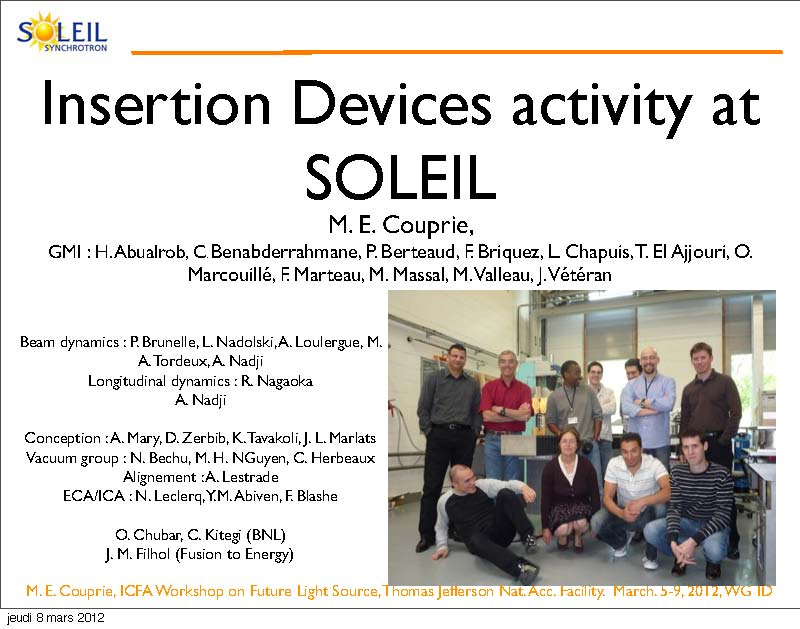 SOLEIL
SYNCHROTRON
Insertion Devices activity at
SOLEIL
M. E. Couprie,
GMI : H. Abualrob, C. Benabderrahmane, P. Berteaud, F. Briquez, L. Chapuis, T. El Ajjouri, O.
Marcouillé, F. Marteau, M. Massal, M. Valleau, J. Vétéran
Beam dynamics : P. Brunelle, L. Nadolski, A. Loulergue, M.
A. Tordeux, A. Nadji
Longitudinal dynamics : R. Nagaoka
A. Nadji
Conception : A. Mary, D. Zerbib, K. Tavakoli, J. L. Marlats
Vacuum group : N. Bechu, M. H. NGuyen, C. Herbeaux
Alignement : A. Lestrade
ECA/ICA : N. Leclerq, Y.M. Abiven, F. Blashe
O. Chubar, C. Kitegi (BNL)
J. M. Filhol (Fusion to Energy)
M. E. Couprie, ICFA Workshop on Future Light Source, Thomas Jefferson Nat. Acc. Facility. March. 5-9, 2012, WG ID
jeudi 8 mars 2012